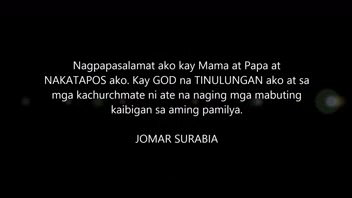 Nagpapasalamat ako kay Mama at Papa at
NAKATAPOS ako. Kay GOD na TINULUNGAN ako at sa
mga kachurchmate ni ate na naging mga mabuting
kaibigan sa aming pamilya.
JOMAR SURABIA